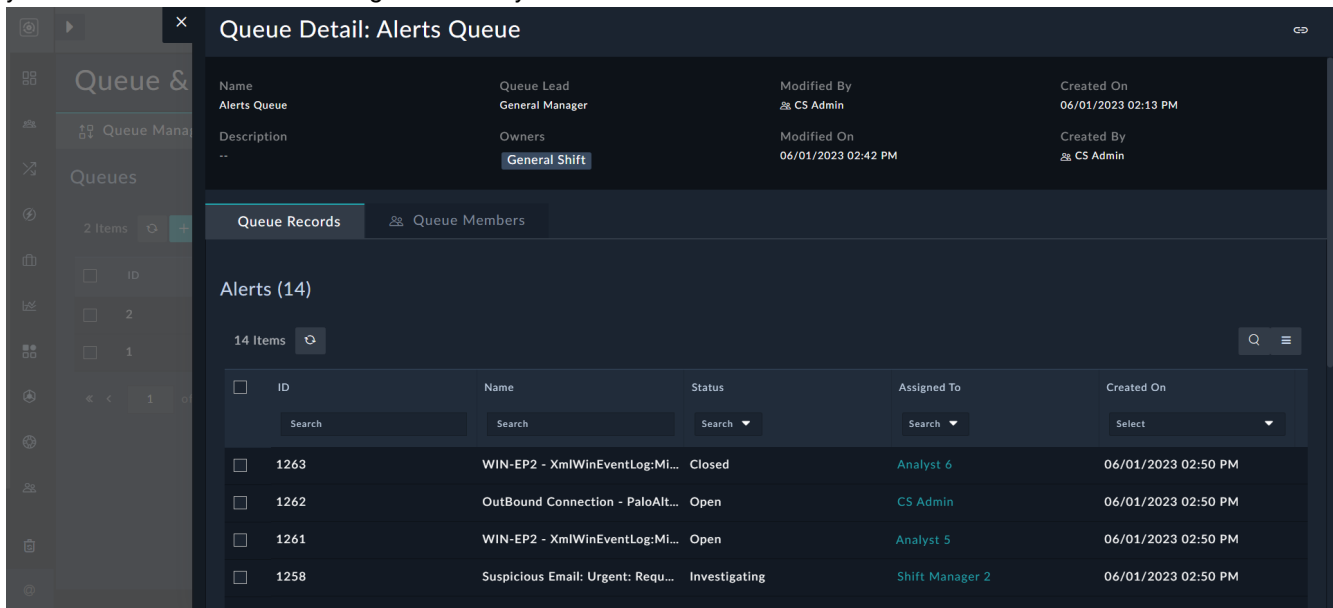 Queue Detail: Alerts Queue
Queue &
Queue Mana
Queues
2 Items
ID
2
1
1 of
Name
Alerts Queue
Queue Lead
General Manager
Modified By
CS Admin
Created On
06/01/2023 02:13 PM
Description
--
Owners
General Shift
Modified On
06/01/2023 02:42 PM
Created By
CS Admin
Queue Records
Queue Members
Alerts (14)
14 Items
ID Name Status Assigned To Created On
Search Search Search Search Select
1263 WIN-EP2 - XmlWinEventLog:Mi... Closed Analyst 6 06/01/2023 02:50 PM
1262 OutBound Connection - PaloAlt... Open CS Admin 06/01/2023 02:50 PM
1261 WIN-EP2 - XmlWinEventLog:Mi... Open Analyst 5 06/01/2023 02:50 PM
1258 Suspicious Email: Urgent: Requ... Investigating Shift Manager 2 06/01/2023 02:50 PM